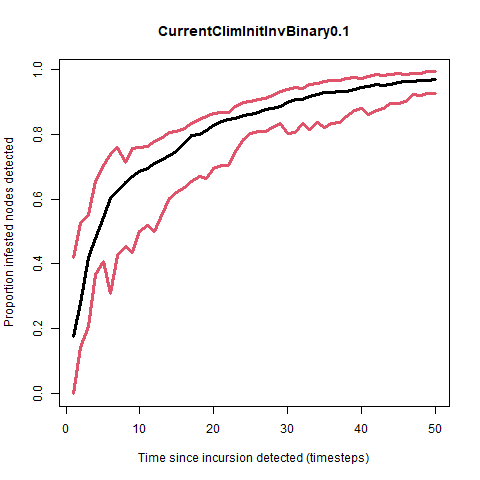 CurrentClimInitInvBinary0.1
Proportion infested nodes detected
1.0
0.8
0.6
0.4
0.2
0.0
0 10 20 30 40 50
Time since incursion detected (timesteps)